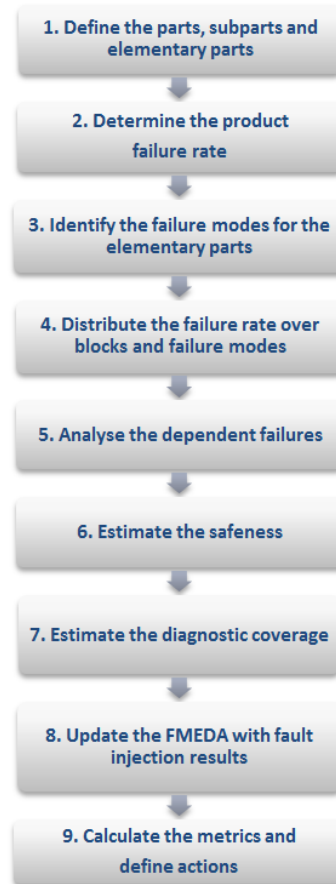 1. Define the parts, subparts and
elementary parts
2. Determine the product
failure rate
3. Identify the failure modes for the
elementary parts
4. Distribute the failure rate over
blocks and failure modes
5. Analyse the dependent failures
6. Estimate the safeness
7. Estimate the diagnostic coverage
8. Update the FMEDA with fault
injection results
9. Calculate the metrics and
define actions